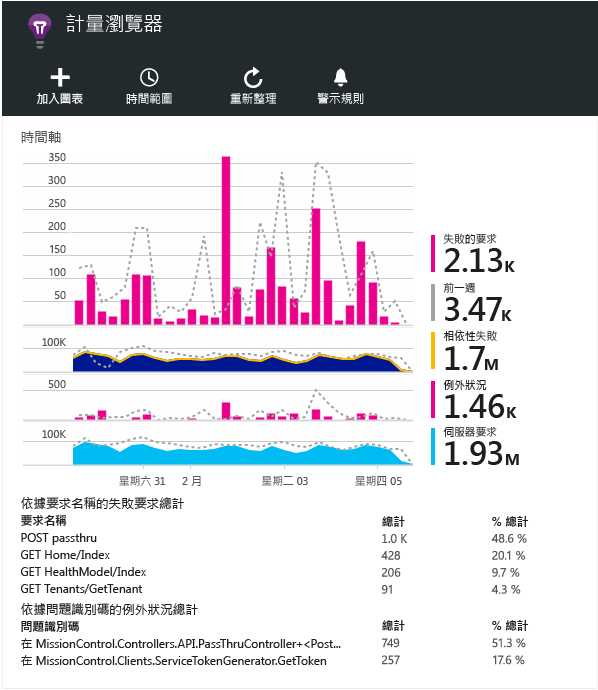 計量瀏覽器
加入圖表 時間範圍 重新整理 警示規則
時間軸
350
300
250
200
150
100
50
失敗的要求
2.13K
前一週
3.47K
相依性失敗
1.7M
例外狀況
1.46K
伺服器要求
1.93M
100K
500
100K
星期六 31 2 月 星期二 03 星期四 05
依據要求名稱的失敗要求總計
要求名稱 總計 % 總計
POST passthru 1.0 K 48.6 %
GET Home/Index 428 20.1 %
GET HealthModel/Index 206 9.7 %
GET Tenants/GetTenant 91 4.3 %
依據問題識別碼的例外狀況總計
問題識別碼 總計 % 總計
在 MissionControl.Controllers.API.PassThruController+<Post... 749 51.3 %
在 MissionControl.Clients.ServiceTokenGenerator.GetToken 257 17.6 %